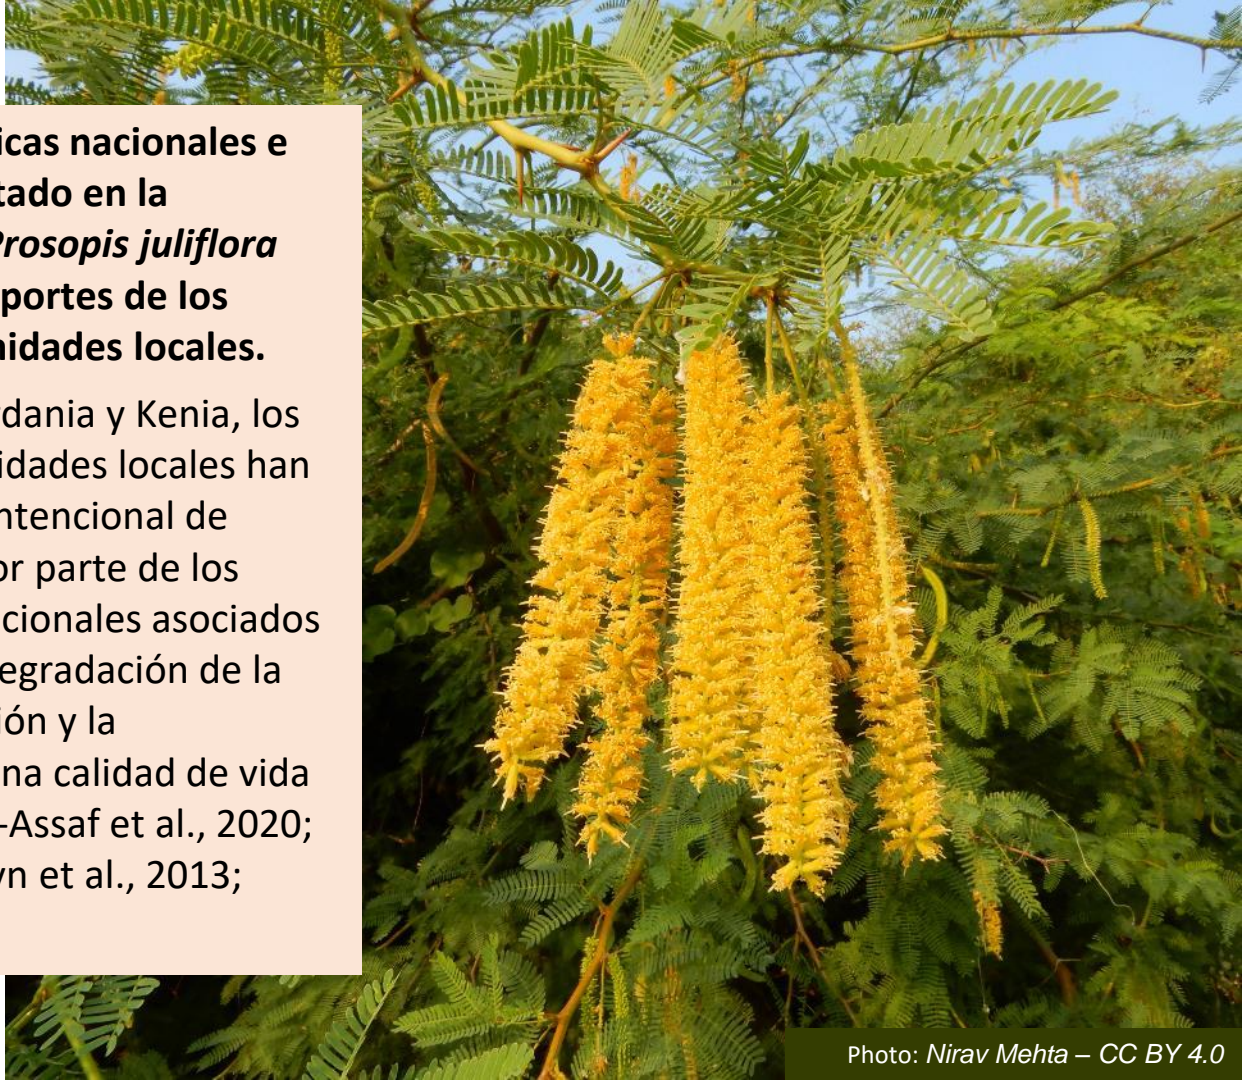 icas nacionales e
tado en la
Prosopis juliflora
portes de los
nidades locales.
rdania y Kenia, los
idades locales han
ntencional de
or parte de los
cionales asociados
egradación de la
ión y la
na calidad de vida
-Assaf et al., 2020;
yn et al., 2013;
Photo: Nirav Mehta – CC BY 4.0